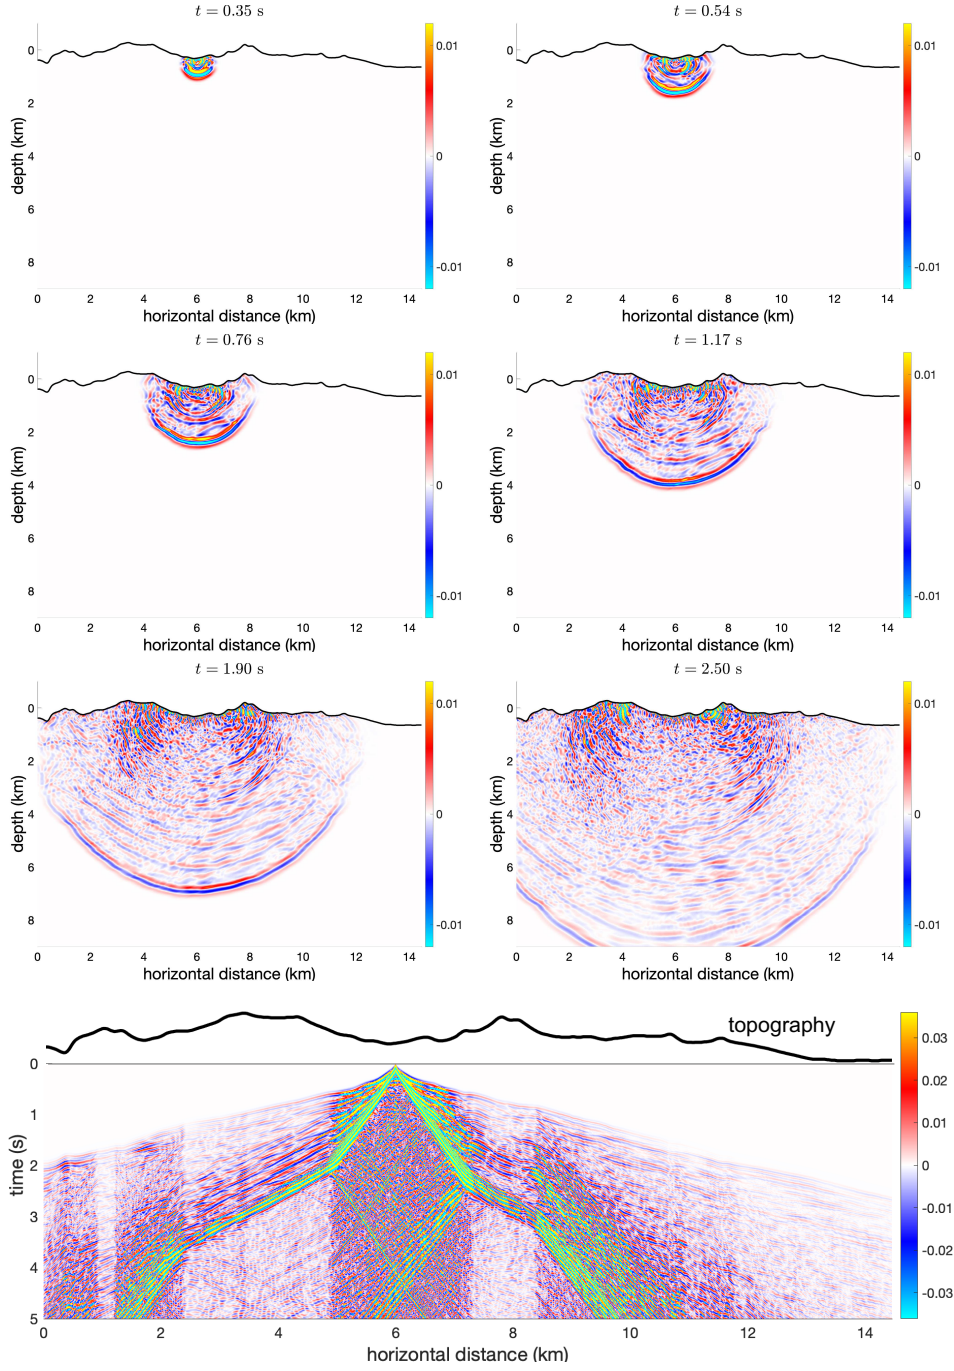 t = 0.35 s
0.01
0
-0.01
0
2
4
6
8
depth (km)
0 2 4 6 8 10 12 14
horizontal distance (km)
t = 0.54 s
0.01
0
-0.01
0
2
4
6
8
depth (km)
0 2 4 6 8 10 12 14
horizontal distance (km)
t = 0.76 s
0.01
0
-0.01
0
2
4
6
8
depth (km)
0 2 4 6 8 10 12 14
horizontal distance (km)
t = 1.17 s
0.01
0
-0.01
0
2
4
6
8
depth (km)
0 2 4 6 8 10 12 14
horizontal distance (km)
t = 1.90 s
0.01
0
-0.01
0
2
4
6
8
depth (km)
0 2 4 6 8 10 12 14
horizontal distance (km)
t = 2.50 s
0.01
0
-0.01
0
2
4
6
8
depth (km)
0 2 4 6 8 10 12 14
horizontal distance (km)
topography
0
1
2
3
4
5
time (s)
0 2 4 6 8 10 12 14
horizontal distance (km)
0.03
0.02
0.01
0
-0.01
-0.02
-0.03